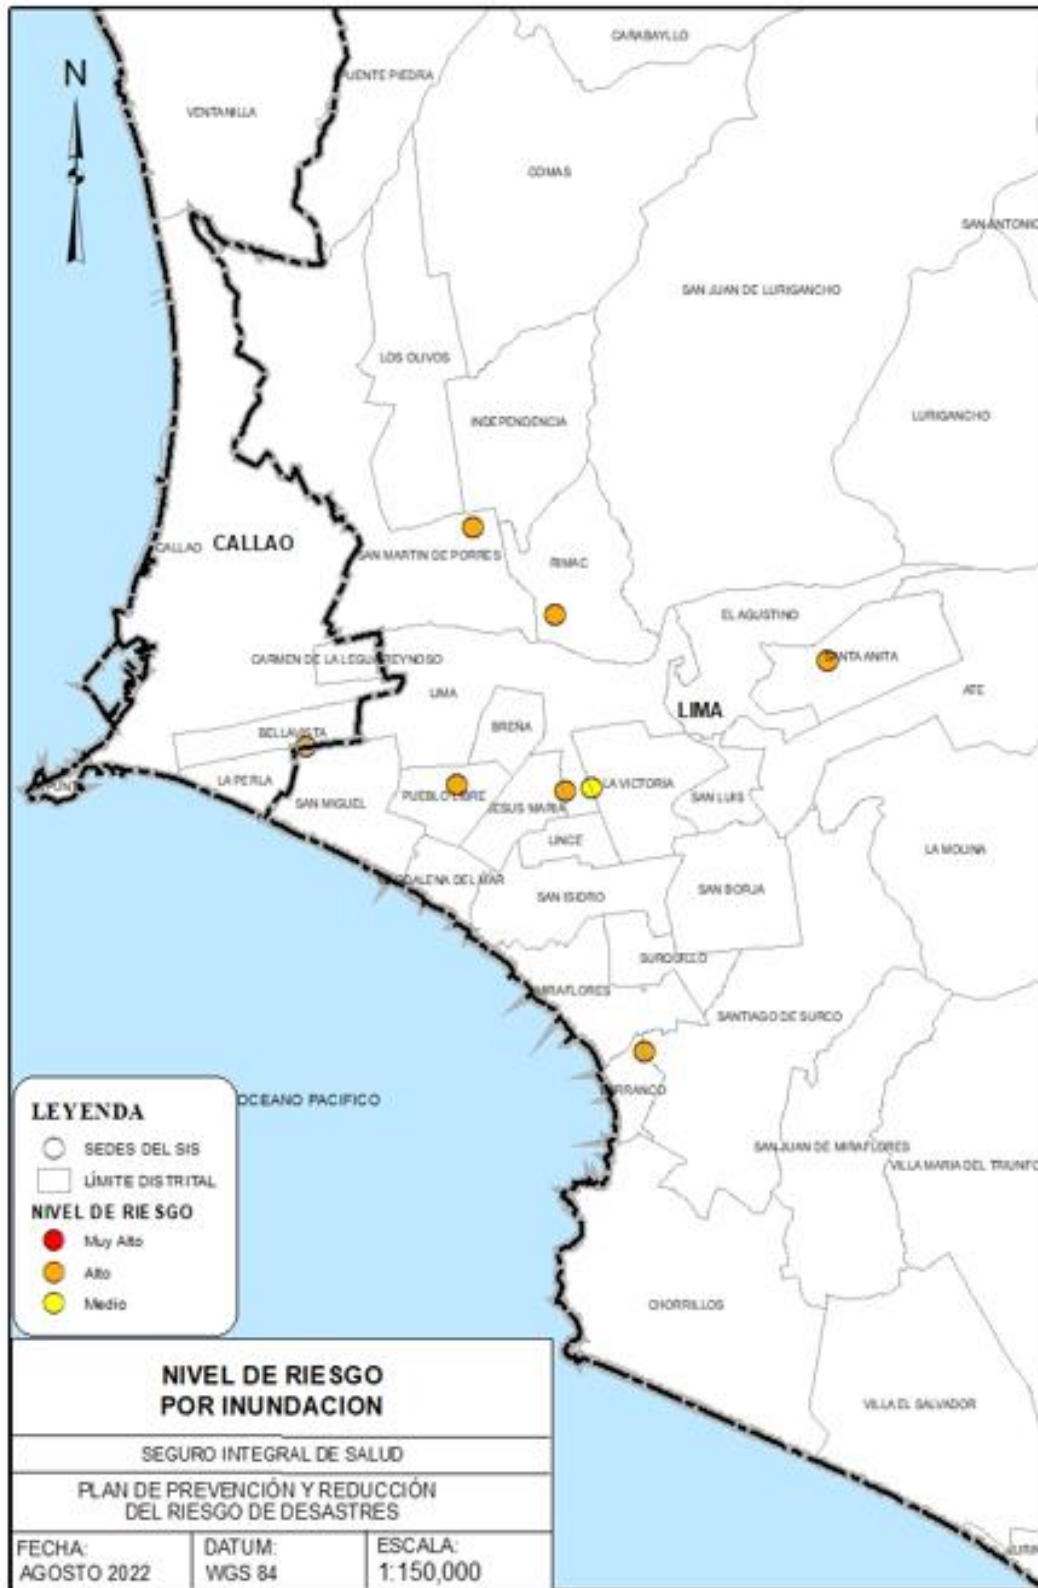 CARABAYLLO
N
PUENTE PIEDRA
VENTANILLA
COMAS
SAN ANTONIO
SAN JUAN DE LURIGANCHO
LOS OLIVOS
LURIGANCHO
INDEPENDENCIA
CALLAO
CALLAO
SAN MARTIN DE PORRES
RIMAC
EL AGUSTINO
CARMEN DE LA LEGUA REYNOSO
SANTA ANITA
LIMA
ATE
LIMA
BREÑA
BELLAVISTA
LA PERLA
PUNTA
SAN MIGUEL
PUEBLO LIBRE
JESUS MARIA
LA VICTORIA
SAN LUIS
LINCE
LA MOLINA
MAGDALENA DEL MAR
SAN ISIDRO
SAN BORJA
SURQUILLO
MIRAFLORES
SANTIAGO DE SURCO
BARRANCO
OCEANO PACIFICO
SAN JUAN DE MIRAFLORES
VILLA MARIA DEL TRIUNFO
CHORRILLOS
VILLA EL SALVADOR
LEYENDA
SEDES DEL SIS
LÍMITE DISTRITAL
NIVEL DE RIESGO
Muy Alto
Alto
Medio
NIVEL DE RIESGO
POR INUNDACION
SEGURO INTEGRAL DE SALUD
PLAN DE PREVENCIÓN Y REDUCCIÓN
DEL RIESGO DE DESASTRES
FECHA:
AGOSTO 2022
DATUM:
WGS 84
ESCALA:
1:150,000